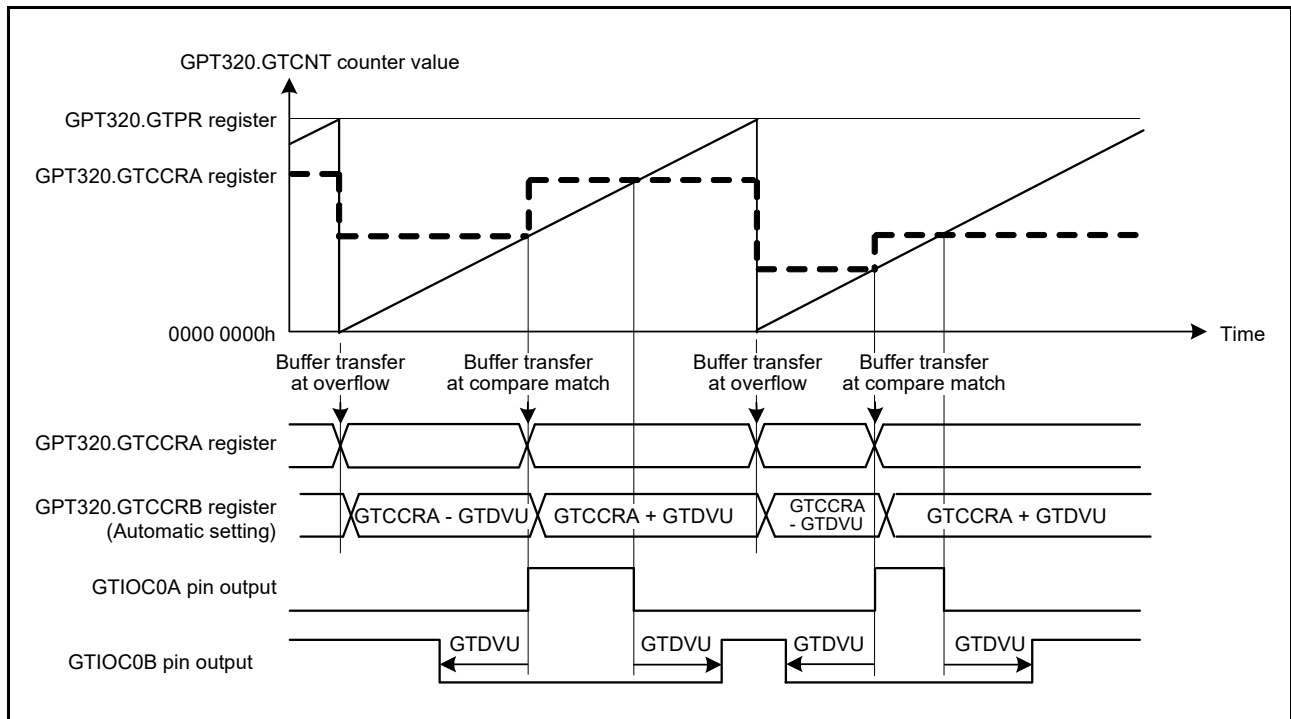 GPT320.GTCNT counter value
GPT320.GTPR register
GPT320.GTCCRA register
0000 0000h
Time
Buffer transfer
at overflow
Buffer transfer
at compare match
Buffer transfer
at overflow
Buffer transfer
at compare match
GPT320.GTCCRA register
GPT320.GTCCRB register
(Automatic setting)
GTCCRA - GTDVU
GTCCRA + GTDVU
GTCCRA
- GTDVU
GTCCRA + GTDVU
GTIOC0A pin output
GTIOC0B pin output
GTDVU
GTDVU
GTDVU
GTDVU